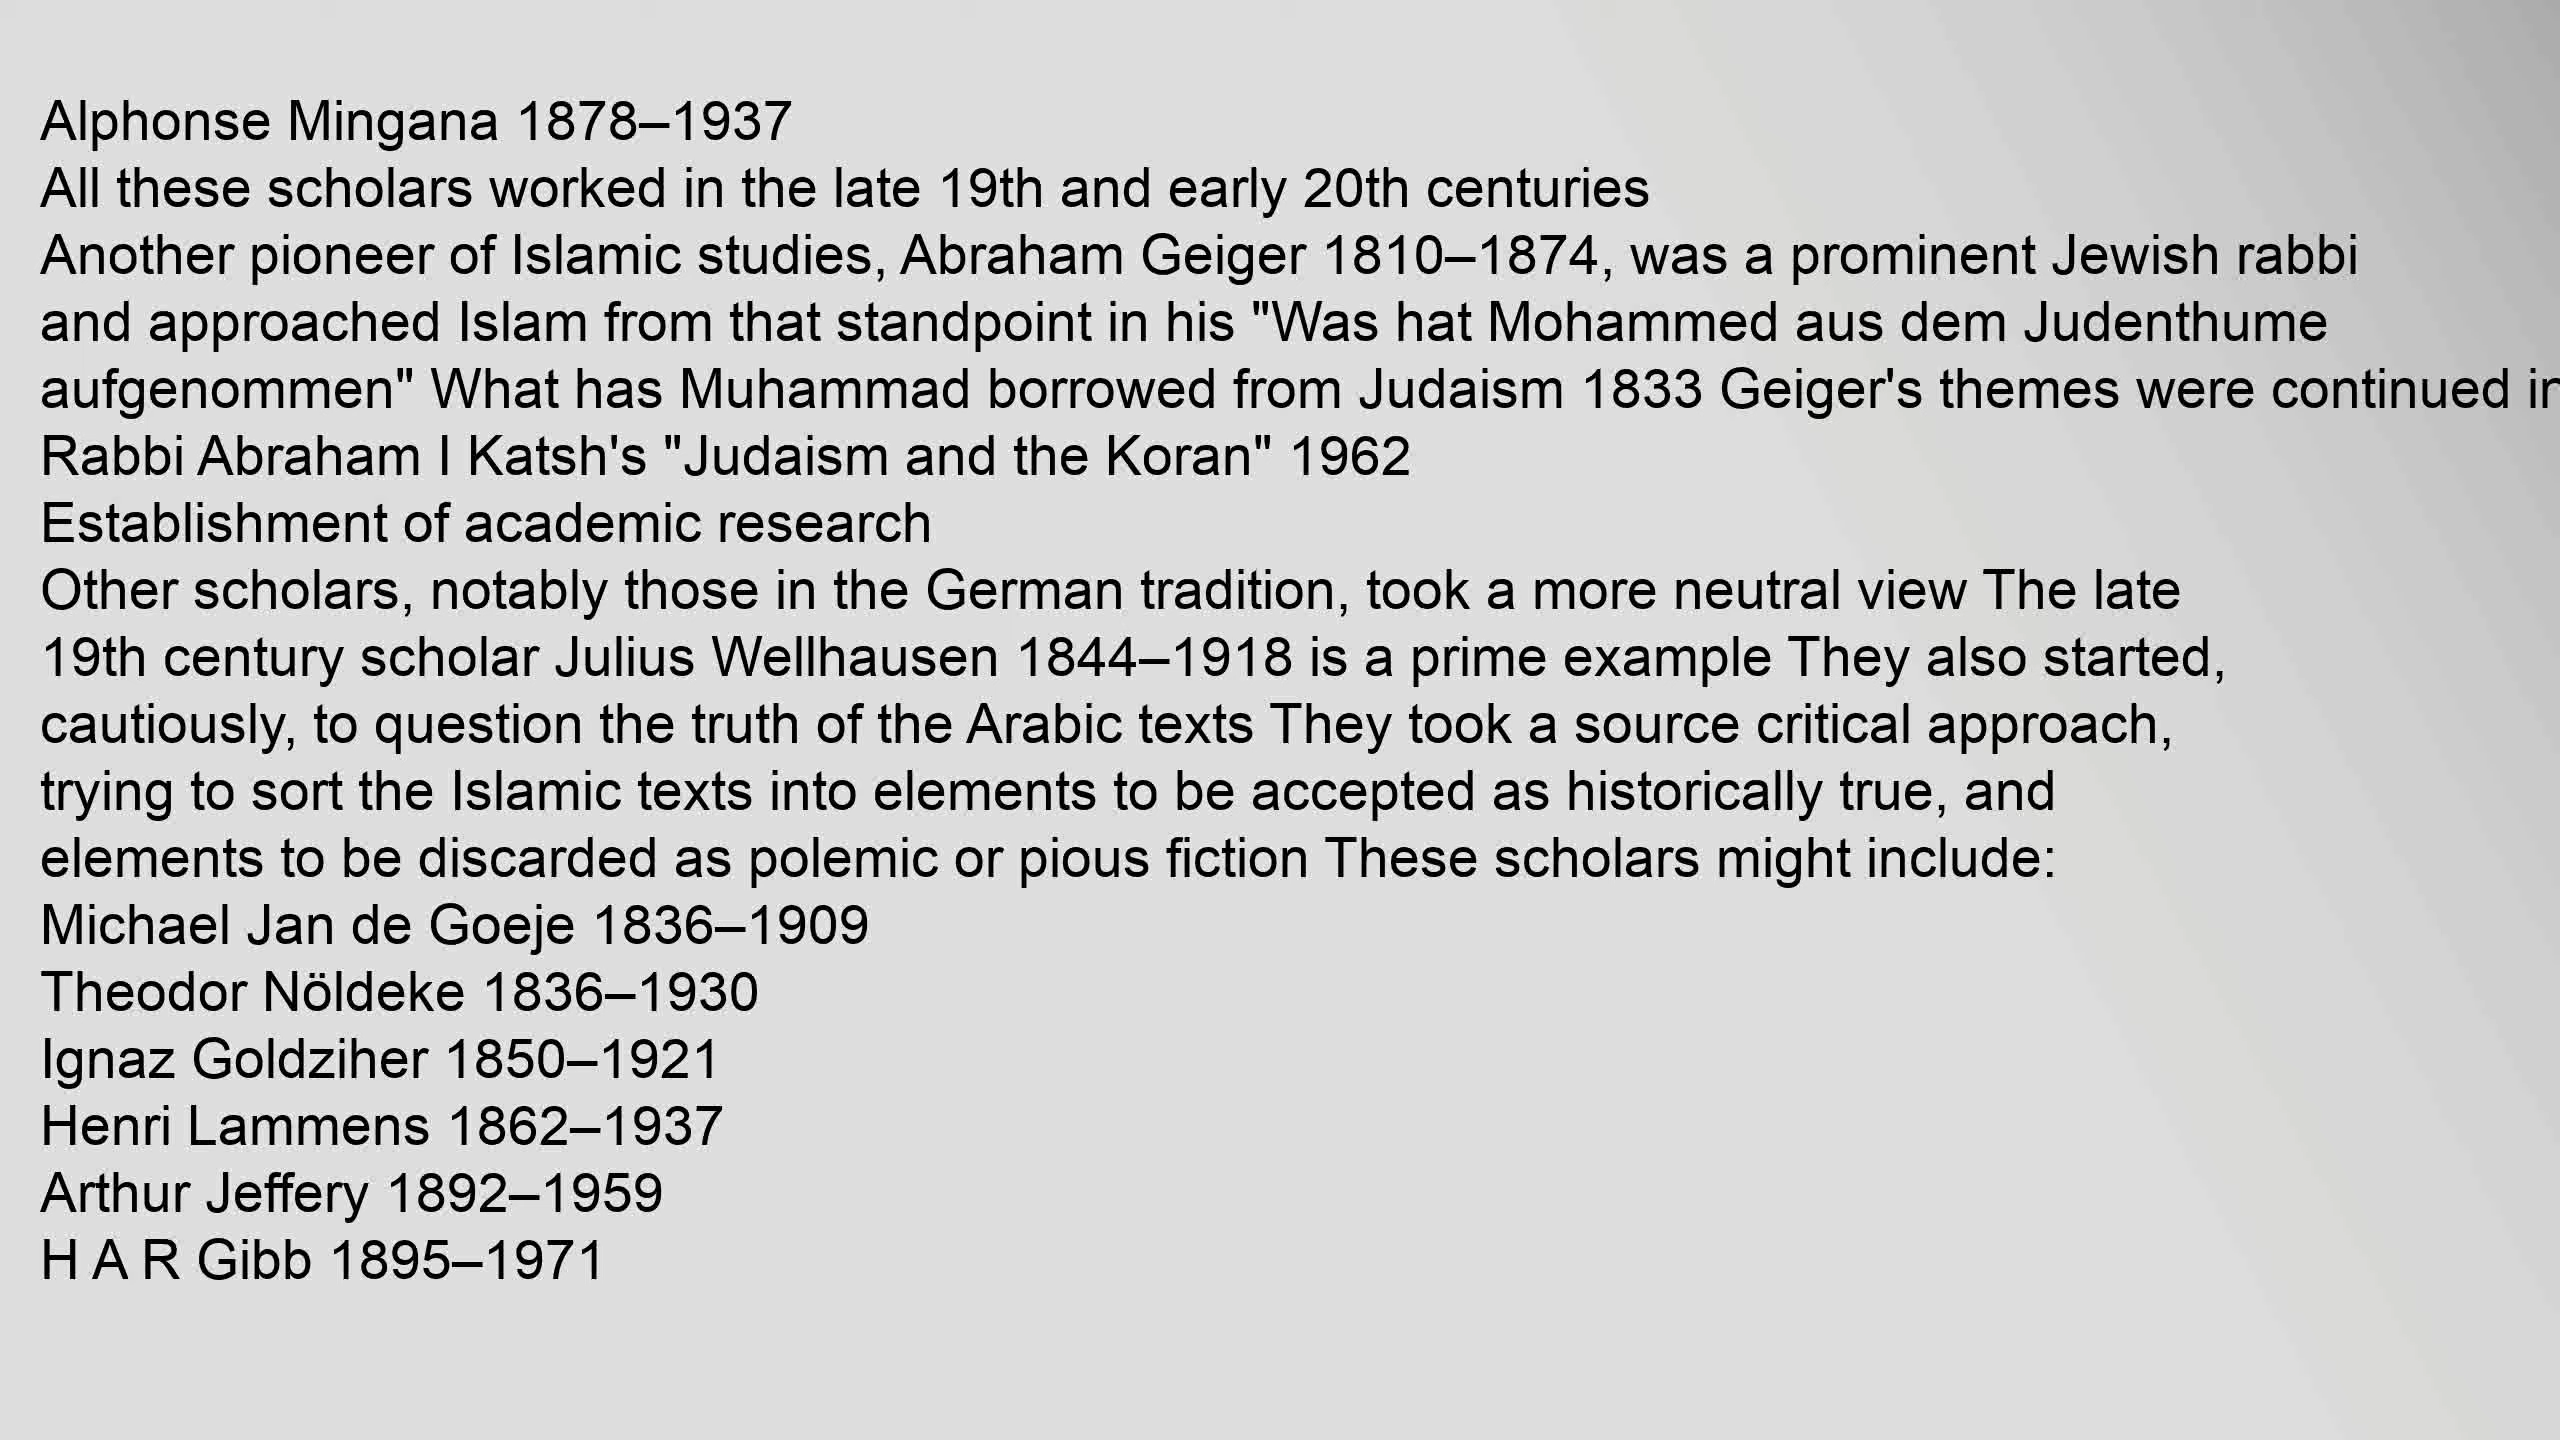 Alphonse Mingana 1878–1937
All these scholars worked in the late 19th and early 20th centuries
Another pioneer of Islamic studies, Abraham Geiger 1810–1874, was a prominent Jewish rabbi
and approached Islam from that standpoint in his "Was hat Mohammed aus dem Judenthume
aufgenommen" What has Muhammad borrowed from Judaism 1833 Geiger's themes were continued in
Rabbi Abraham I Katsh's "Judaism and the Koran" 1962
Establishment of academic research
Other scholars, notably those in the German tradition, took a more neutral view The late
19th century scholar Julius Wellhausen 1844–1918 is a prime example They also started,
cautiously, to question the truth of the Arabic texts They took a source critical approach,
trying to sort the Islamic texts into elements to be accepted as historically true, and
elements to be discarded as polemic or pious fiction These scholars might include:
Michael Jan de Goeje 1836–1909
Theodor Nöldeke 1836–1930
Ignaz Goldziher 1850–1921
Henri Lammens 1862–1937
Arthur Jeffery 1892–1959
H A R Gibb 1895–1971